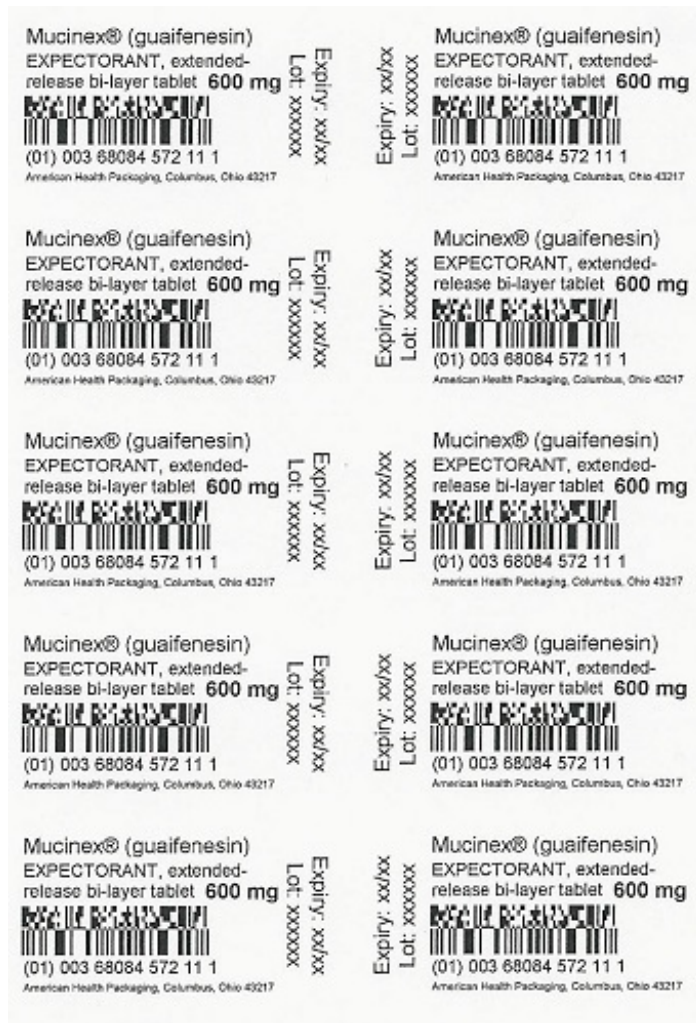 Mucinex® (guaifenesin)
EXPECTORANT, extended-
release bi-layer tablet 600 mg
(01) 003 68084 572 11 1
American Health Packaging, Columbus, Ohio 43217
Expiry: xx/xx
Lot: xxxxxx
Expiry: xx/xx
Lot: xxxxxx
Mucinex® (guaifenesin)
EXPECTORANT, extended-
release bi-layer tablet 600 mg
(01) 003 68084 572 11 1
American Health Packaging, Columbus, Ohio 43217
Mucinex® (guaifenesin)
EXPECTORANT, extended-
release bi-layer tablet 600 mg
(01) 003 68084 572 11 1
American Health Packaging, Columbus, Ohio 43217
Expiry: xx/xx
Lot: xxxxxx
Expiry: xx/xx
Lot: xxxxxx
Mucinex® (guaifenesin)
EXPECTORANT, extended-
release bi-layer tablet 600 mg
(01) 003 68084 572 11 1
American Health Packaging, Columbus, Ohio 43217
Mucinex® (guaifenesin)
EXPECTORANT, extended-
release bi-layer tablet 600 mg
(01) 003 68084 572 11 1
American Health Packaging, Columbus, Ohio 43217
Expiry: xx/xx
Lot: xxxxxx
Expiry: xx/xx
Lot: xxxxxx
Mucinex® (guaifenesin)
EXPECTORANT, extended-
release bi-layer tablet 600 mg
(01) 003 68084 572 11 1
American Health Packaging, Columbus, Ohio 43217
Mucinex® (guaifenesin)
EXPECTORANT, extended-
release bi-layer tablet 600 mg
(01) 003 68084 572 11 1
American Health Packaging, Columbus, Ohio 43217
Expiry: xx/xx
Lot: xxxxxx
Expiry: xx/xx
Lot: xxxxxx
Mucinex® (guaifenesin)
EXPECTORANT, extended-
release bi-layer tablet 600 mg
(01) 003 68084 572 11 1
American Health Packaging, Columbus, Ohio 43217
Mucinex® (guaifenesin)
EXPECTORANT, extended-
release bi-layer tablet 600 mg
(01) 003 68084 572 11 1
American Health Packaging, Columbus, Ohio 43217
Expiry: xx/xx
Lot: xxxxxx
Expiry: xx/xx
Lot: xxxxxx
Mucinex® (guaifenesin)
EXPECTORANT, extended-
release bi-layer tablet 600 mg
(01) 003 68084 572 11 1
American Health Packaging, Columbus, Ohio 43217